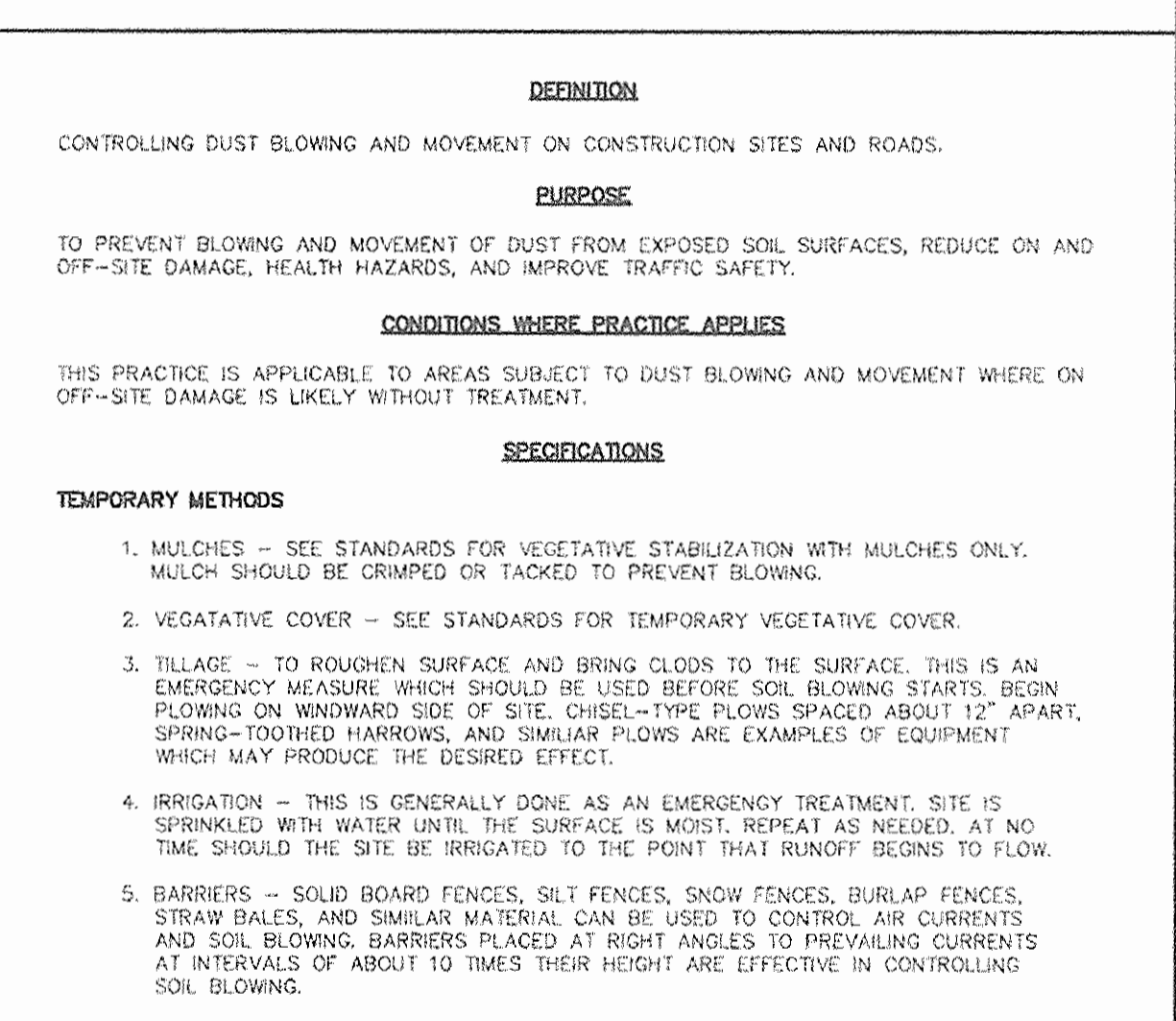 DEFINITION
CONTROLLING DUST BLOWING AND MOVEMENT ON CONSTRUCTION SITES AND ROADS.
PURPOSE
TO PREVENT BLOWING AND MOVEMENT OF DUST FROM EXPOSED SOIL SURFACES, REDUCE ON AND
OFF-SITE DAMAGE, HEALTH HAZARDS, AND IMPROVE TRAFFIC SAFETY.
CONDITIONS WHERE PRACTICE APPLIES
THIS PRACTICE IS APPLICABLE TO AREAS SUBJECT TO DUST BLOWING AND MOVEMENT WHERE ON
OFF-SITE DAMAGE IS LIKELY WITHOUT TREATMENT.
SPECIFICATIONS
TEMPORARY METHODS
1. MULCHES - SEE STANDARDS FOR VEGETATIVE STABILIZATION WITH MULCHES ONLY.
MULCH SHOULD BE CRIMPED OR TACKED TO PREVENT BLOWING.
2. VEGATATIVE COVER - SEE STANDARDS FOR TEMPORARY VEGETATIVE COVER.
3. TILLAGE - TO ROUGHEN SURFACE AND BRING CLODS TO THE SURFACE. THIS IS AN
EMERGENCY MEASURE WHICH SHOULD BE USED BEFORE SOIL BLOWING STARTS. BEGIN
PLOWING ON WINDWARD SIDE OF SITE. CHISEL-TYPE PLOWS SPACED ABOUT 12" APART,
SPRING-TOOTHED HARROWS, AND SIMILIAR PLOWS ARE EXAMPLES OF EQUIPMENT
WHICH MAY PRODUCE THE DESIRED EFFECT.
4. IRRIGATION - THIS IS GENERALLY DONE AS AN EMERGENCY TREATMENT. SITE IS
SPRINKLED WITH WATER UNTIL THE SURFACE IS MOIST. REPEAT AS NEEDED. AT NO
TIME SHOULD THE SITE BE IRRIGATED TO THE POINT THAT RUNOFF BEGINS TO FLOW.
5. BARRIERS - SOLID BOARD FENCES, SILT FENCES, SNOW FENCES, BURLAP FENCES,
STRAW BALES, AND SIMIILAR MATERIAL CAN BE USED TO CONTROL AIR CURRENTS
AND SOIL BLOWING. BARRIERS PLACED AT RIGHT ANGLES TO PREVAILING CURRENTS
AT INTERVALS OF ABOUT 10 TIMES THEIR HEIGHT ARE EFFECTIVE IN CONTROLLING
SOIL BLOWING.